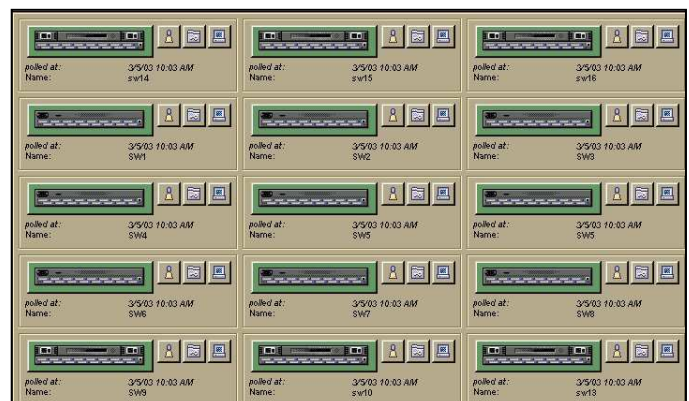 polled at: 3/5/03 10:03 AM
Name: sw14
polled at: 3/5/03 10:03 AM
Name: sw15
polled at: 3/5/03 10:03 AM
Name: sw16
polled at: 3/5/03 10:03 AM
Name: SW1
polled at: 3/5/03 10:03 AM
Name: SW2
polled at: 3/5/03 10:03 AM
Name: SW3
polled at: 3/5/03 10:03 AM
Name: SW4
polled at: 3/5/03 10:03 AM
Name: SW5
polled at: 3/5/03 10:03 AM
Name: SW5
polled at: 3/5/03 10:03 AM
Name: SW6
polled at: 3/5/03 10:03 AM
Name: SW7
polled at: 3/5/03 10:03 AM
Name: SW8
polled at: 3/5/03 10:03 AM
Name: SW9
polled at: 3/5/03 10:03 AM
Name: sw10
polled at: 3/5/03 10:03 AM
Name: sw13